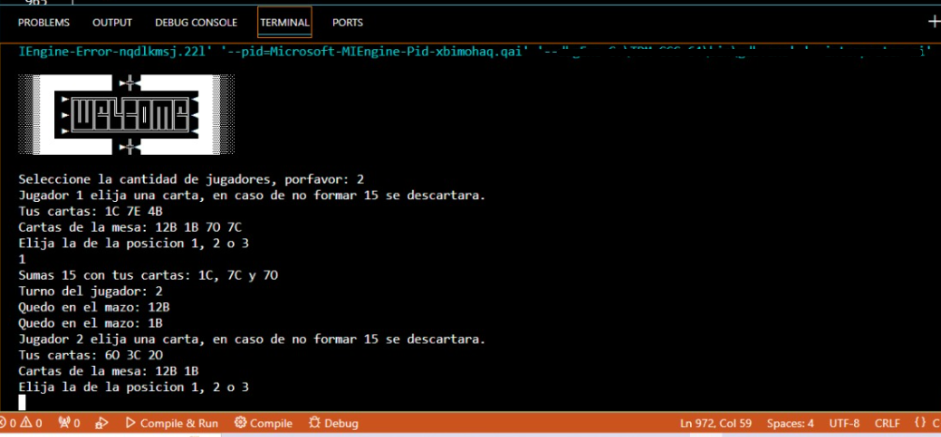 965
PROBLEMS OUTPUT DEBUG CONSOLE TERMINAL PORTS
IEngine-Error-nqdlkmsj.22l' '--pid=Microsoft-MIEngine-Pid-xbimohaq.qai'
Seleccione la cantidad de jugadores, porfavor: 2
Jugador 1 elija una carta, en caso de no formar 15 se descartara.
Tus cartas: 1C 7E 4B
Cartas de la mesa: 12B 1B 7O 7C
Elija la de la posicion 1, 2 o 3
1
Sumas 15 con tus cartas: 1C, 7C y 7O
Turno del jugador: 2
Quedo en el mazo: 12B
Quedo en el mazo: 1B
Jugador 2 elija una carta, en caso de no formar 15 se descartara.
Tus cartas: 6O 3C 2O
Cartas de la mesa: 12B 1B
Elija la de la posicion 1, 2 o 3
0 0 0 Compile & Run Compile Debug Ln 972, Col 59 Spaces: 4 UTF-8 CRLF {} C